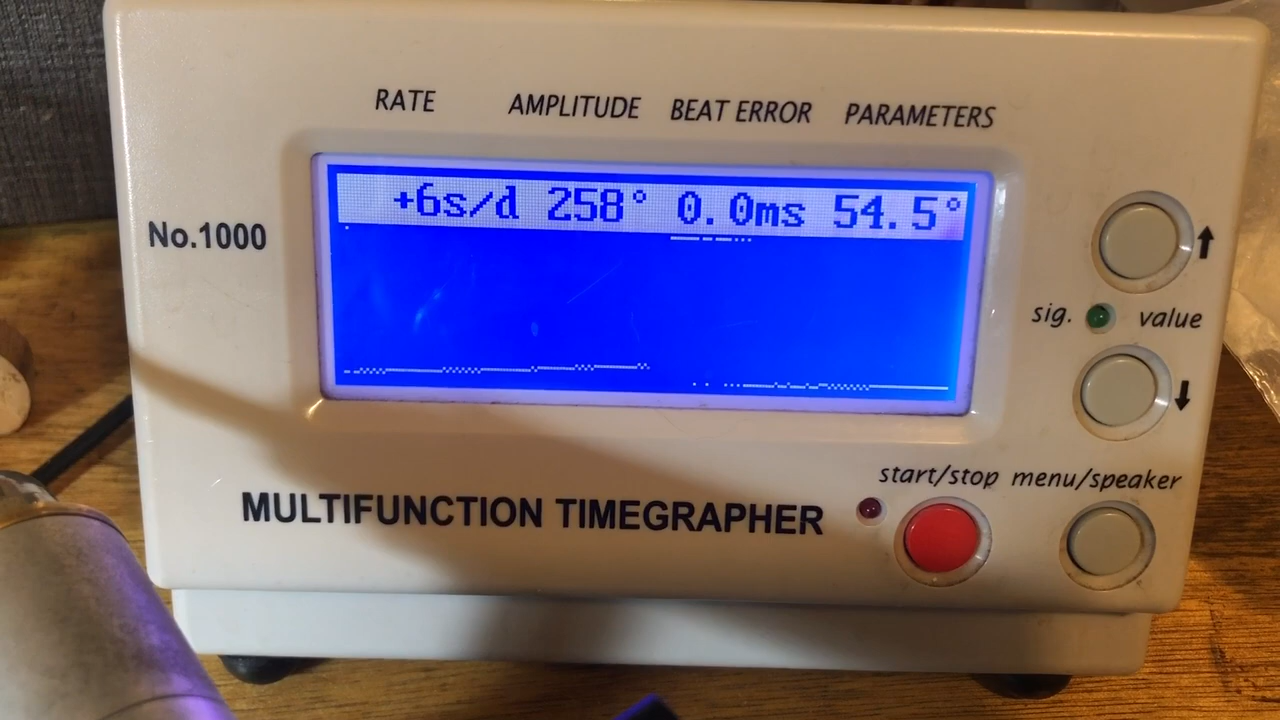 RATE AMPLITUDE BEAT ERROR PARAMETERS
+6s/d 258° 0.0ms 54.5°
No.1000
sig. value
start/stop menu/speaker
MULTIFUNCTION TIMEGRAPHER